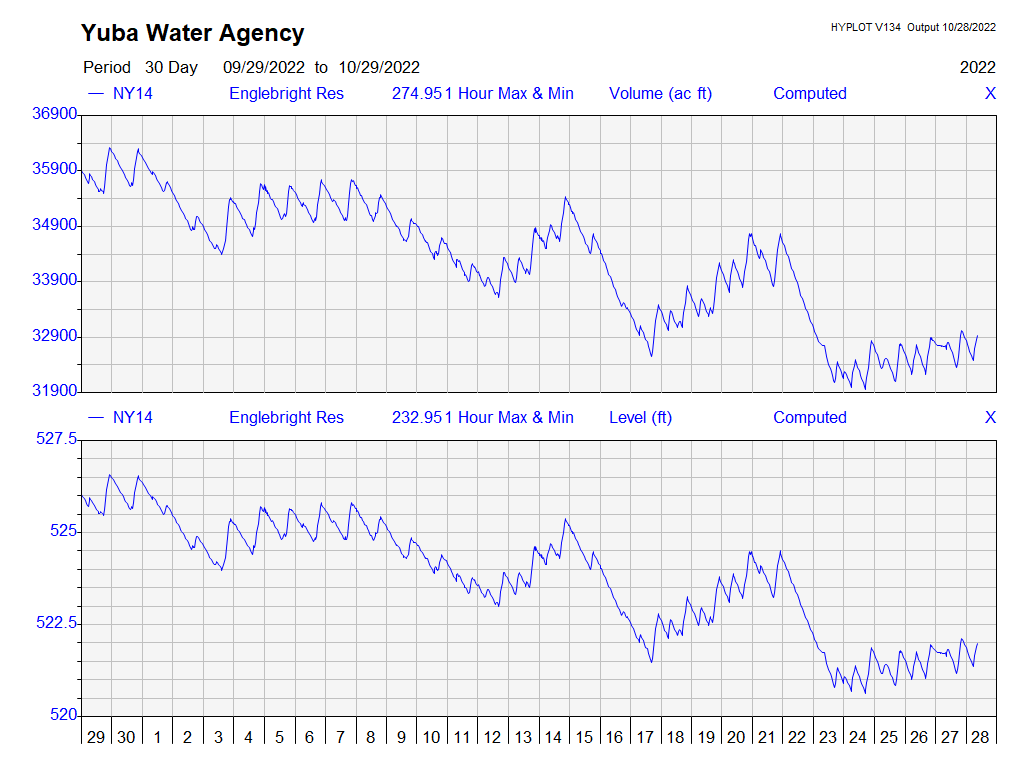 Yuba Water Agency
HYPLOT V134 Output 10/28/2022
Period 30 Day 09/29/2022 to 10/29/2022 2022
— NY14 Englebright Res 274.951 Hour Max & Min Volume (ac ft) Computed X
36900
35900
34900
33900
32900
31900
— NY14 Englebright Res 232.951 Hour Max & Min Level (ft) Computed X
527.5
525
522.5
520
29 30 1 2 3 4 5 6 7 8 9 10 11 12 13 14 15 16 17 18 19 20 21 22 23 24 25 26 27 28